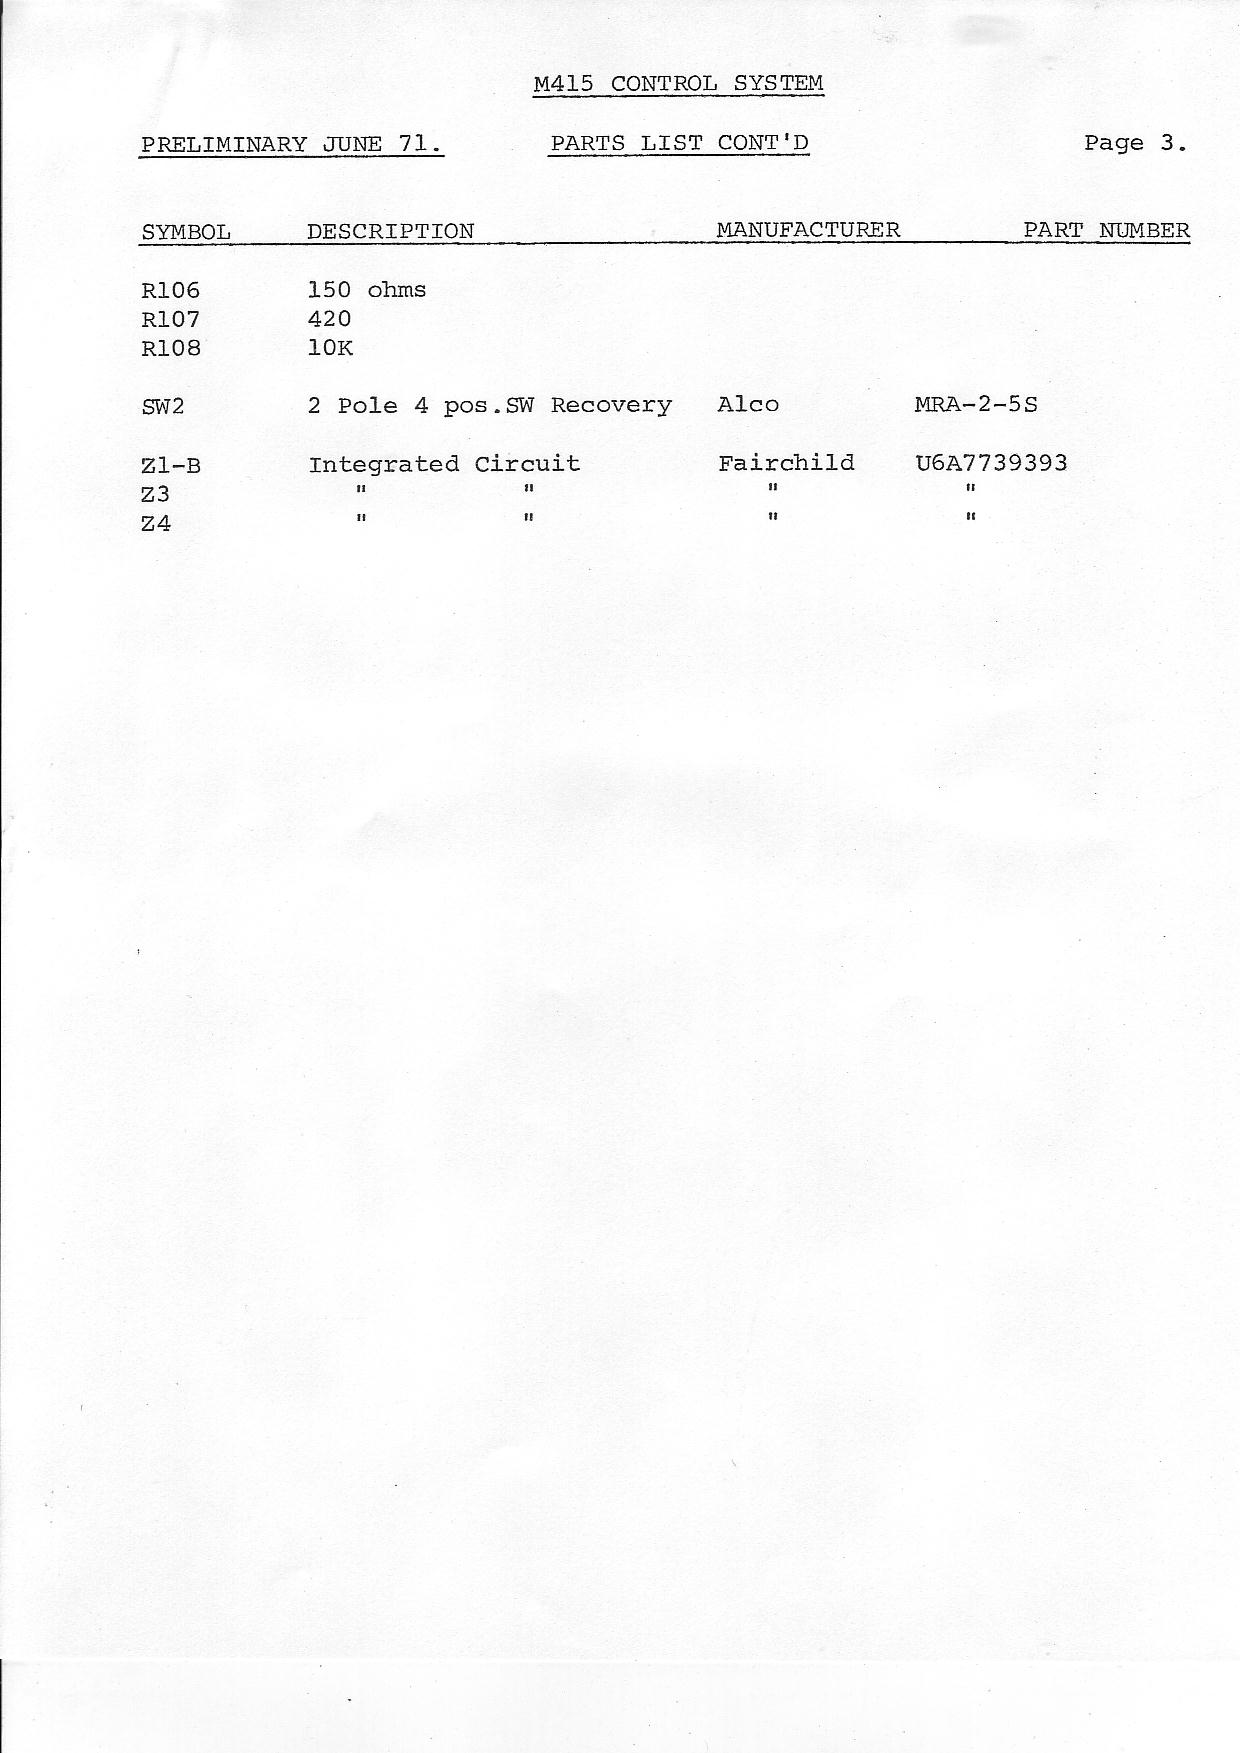 M415 CONTROL SYSTEM
PRELIMINARY JUNE 71. PARTS LIST CONT'D Page 3.
SYMBOL DESCRIPTION MANUFACTURER PART NUMBER
R106 150 ohms
R107 420
R108 10K
SW2 2 Pole 4 pos.SW Recovery Alco MRA-2-5S
Z1-B Integrated Circuit Fairchild U6A7739393
Z3 " " " "
Z4 " " " "